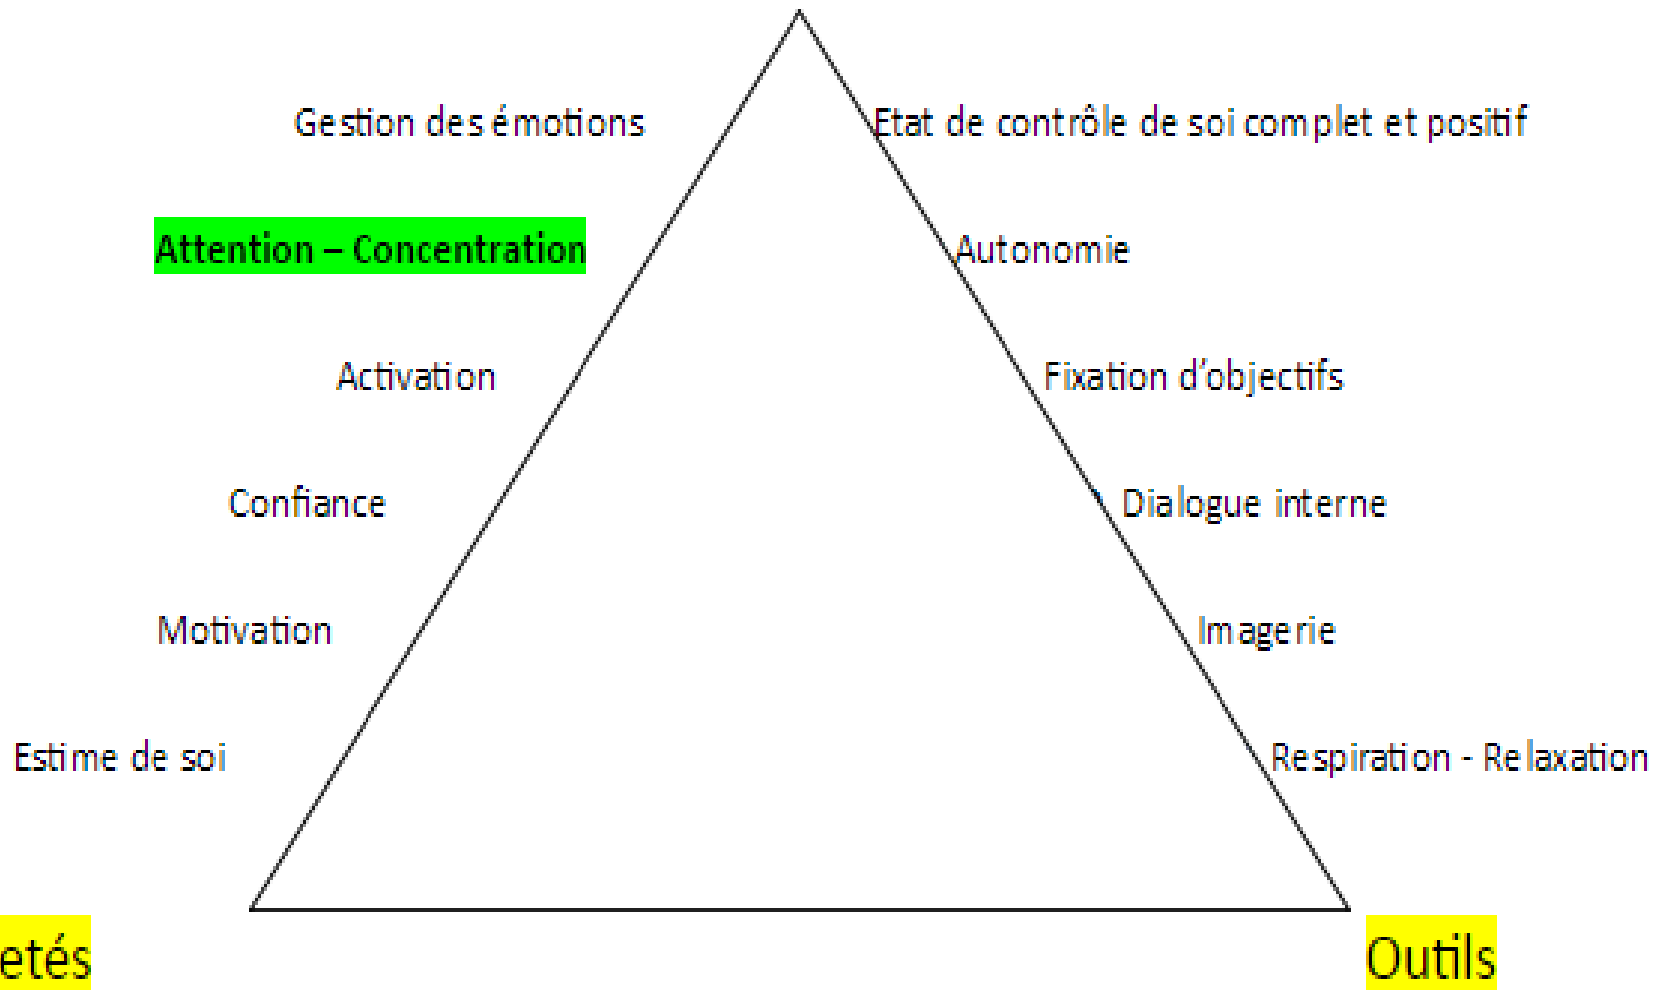 Gestion des émotions
Etat de contrôle de soi complet et positif
Attention – Concentration
Autonomie
Activation
Fixation d'objectifs
Confiance
Dialogue interne
Motivation
Imagerie
Estime de soi
Respiration - Relaxation
etés
Outils